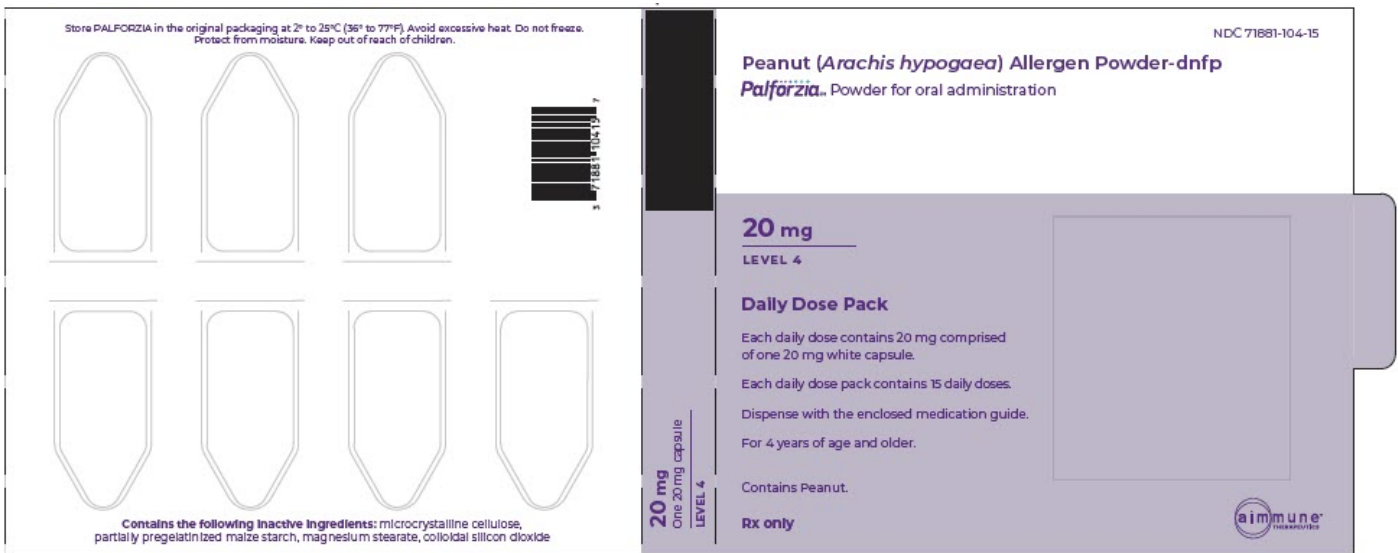 Store PALFORZIA in the original packaging at 2° to 25°C (36° to 77°F). Avoid excessive heat. Do not freeze.
Protect from moisture. Keep out of reach of children.
3 71881 10415 7
Contains the following inactive ingredients: microcrystalline cellulose,
partially pregelatinized maize starch, magnesium stearate, colloidal silicon dioxide
20 mg
One 20 mg capsule
LEVEL 4
NDC 71881-104-15
Peanut (Arachis hypogaea) Allergen Powder-dnfp
Palforzia Powder for oral administration
20 mg
LEVEL 4
Daily Dose Pack
Each daily dose contains 20 mg comprised
of one 20 mg white capsule.
Each daily dose pack contains 15 daily doses.
Dispense with the enclosed medication guide.
For 4 years of age and older.
Contains Peanut.
Rx only
aimmune
THERAPEUTICS